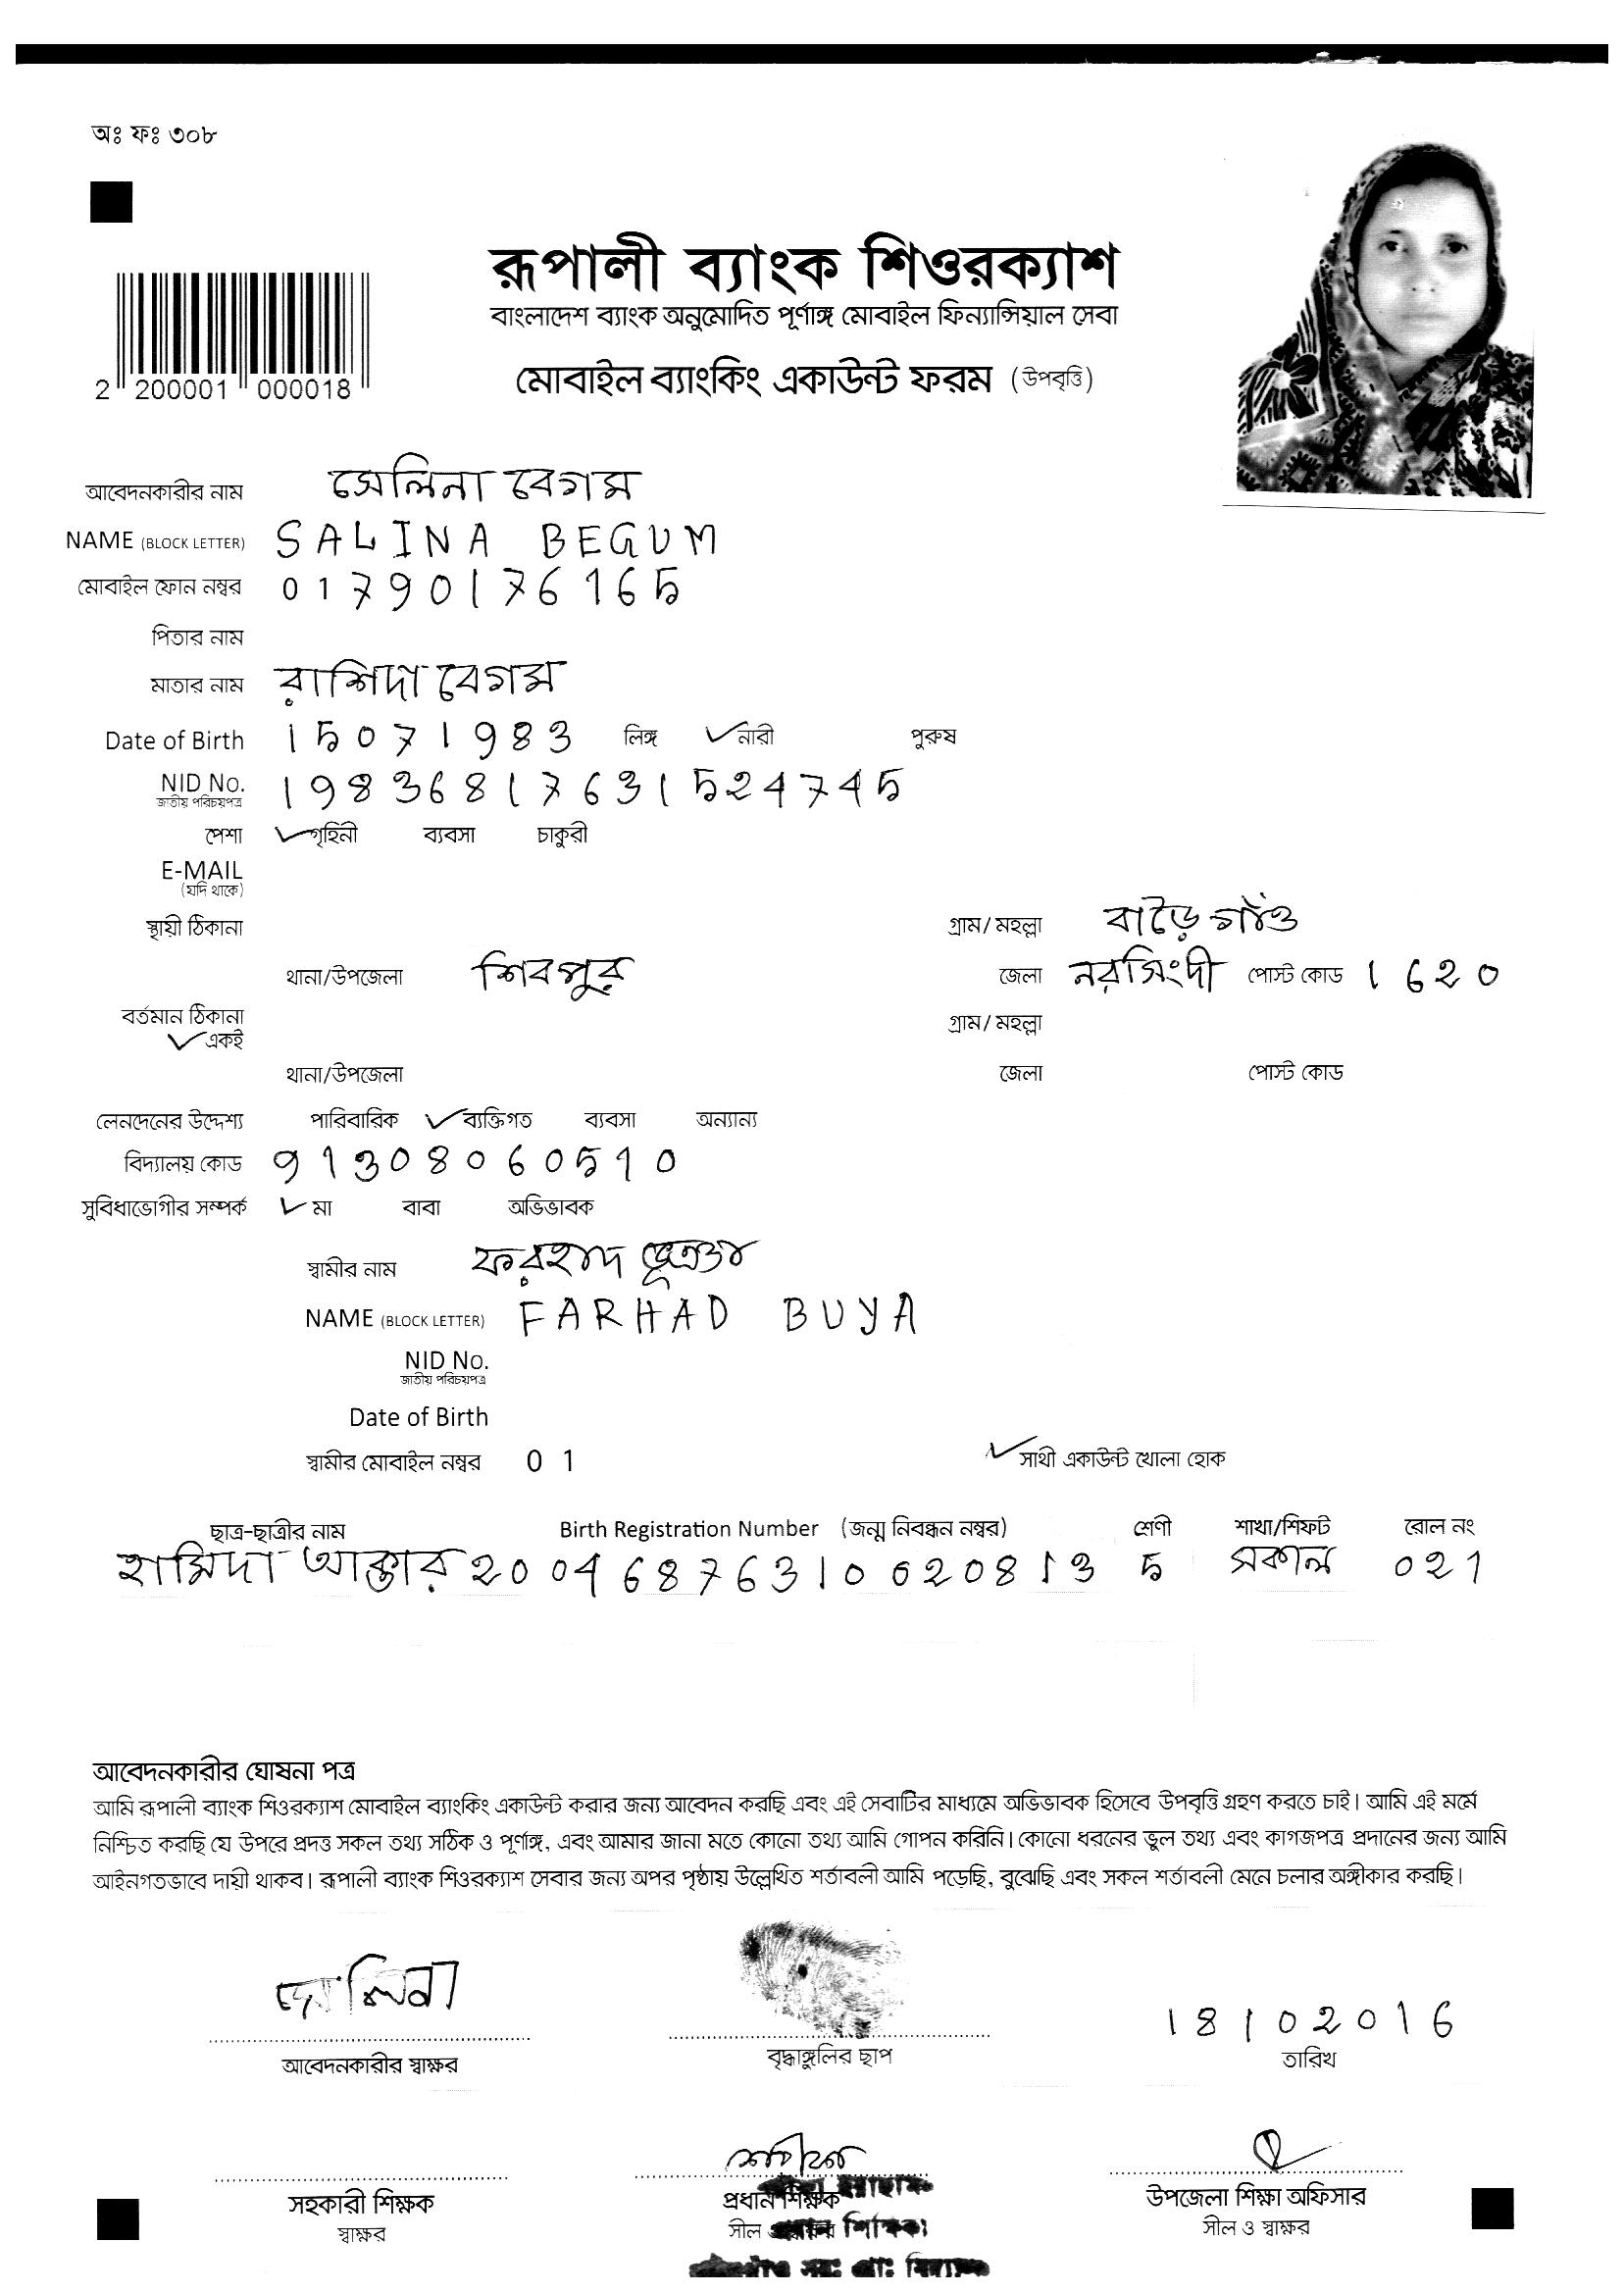 অঃ ফঃ ৩০৮
রূপালী ব্যাংক শিওরক্যাশ
বাংলাদেশ ব্যাংক অনুমোদিত পূর্ণাঙ্গ মোবাইল ফিন্যান্সিয়াল সেবা
মোবাইল ব্যাংকিং একাউন্ট ফরম (উপবৃত্তি)
2 200001 000018
আবেদনকারীর নাম সেলিনা বেগম
NAME (BLOCK LETTER) SALINA BEGUM
মোবাইল ফোন নম্বর 01790176165
পিতার নাম
মাতার নাম রাশিদা বেগম
Date of Birth 15071983 লিঙ্গ ✓নারী পুরুষ
NID No. 19836817631524745
জাতীয় পরিচয়পত্র
পেশা ✓গৃহিনী ব্যবসা চাকুরী
E-MAIL
(যদি থাকে)
স্থায়ী ঠিকানা গ্রাম/ মহল্লা বাড়ৈগাঁও
থানা/উপজেলা শিবপুর জেলা নরসিংদী পোস্ট কোড 1620
বর্তমান ঠিকানা গ্রাম/ মহল্লা
✓একই
থানা/উপজেলা জেলা পোস্ট কোড
লেনদেনের উদ্দেশ্য পারিবারিক ✓ব্যক্তিগত ব্যবসা অন্যান্য
বিদ্যালয় কোড 91308060510
সুবিধাভোগীর সম্পর্ক ✓মা বাবা অভিভাবক
স্বামীর নাম ফরহাদ ভূঞা
NAME (BLOCK LETTER) FARHAD BUYA
NID No.
জাতীয় পরিচয়পত্র
Date of Birth
স্বামীর মোবাইল নম্বর 01 ✓সাথী একাউন্ট খোলা হোক
ছাত্র-ছাত্রীর নাম Birth Registration Number (জন্ম নিবন্ধন নম্বর) শ্রেণী শাখা/শিফট রোল নং
হামিদা আক্তার 20046876310020813 5 সকাল 021
আবেদনকারীর ঘোষনা পত্র
আমি রূপালী ব্যাংক শিওরক্যাশ মোবাইল ব্যাংকিং একাউন্ট করার জন্য আবেদন করছি এবং এই সেবাটির মাধ্যমে অভিভাবক হিসেবে উপবৃত্তি গ্রহণ করতে চাই। আমি এই মর্মে
নিশ্চিত করছি যে উপরে প্রদত্ত সকল তথ্য সঠিক ও পূর্ণাঙ্গ, এবং আমার জানা মতে কোনো তথ্য আমি গোপন করিনি। কোনো ধরনের ভুল তথ্য এবং কাগজপত্র প্রদানের জন্য আমি
আইনগতভাবে দায়ী থাকব। রূপালী ব্যাংক শিওরক্যাশ সেবার জন্য অপর পৃষ্ঠায় উল্লেখিত শর্তাবলী আমি পড়েছি, বুঝেছি এবং সকল শর্তাবলী মেনে চলার অঙ্গীকার করছি।
সেলিনা 18102016
আবেদনকারীর স্বাক্ষর বৃদ্ধাঙ্গুলির ছাপ তারিখ
সহকারী শিক্ষক প্রধান শিক্ষক উপজেলা শিক্ষা অফিসার
স্বাক্ষর সীল ও স্বাক্ষর সীল ও স্বাক্ষর
প্রধান শিক্ষক